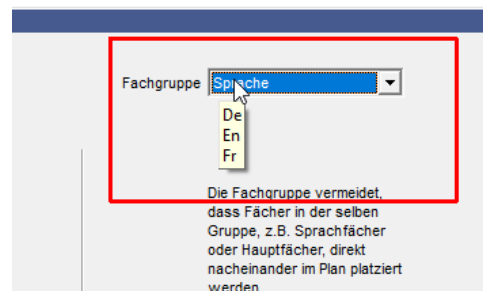 Fachgruppe Sprache
De
En
Fr
Die Fachgruppe vermeidet,
dass Fächer in der selben
Gruppe, z.B. Sprachfächer
oder Hauptfächer, direkt
nacheinander im Plan platziert
werden